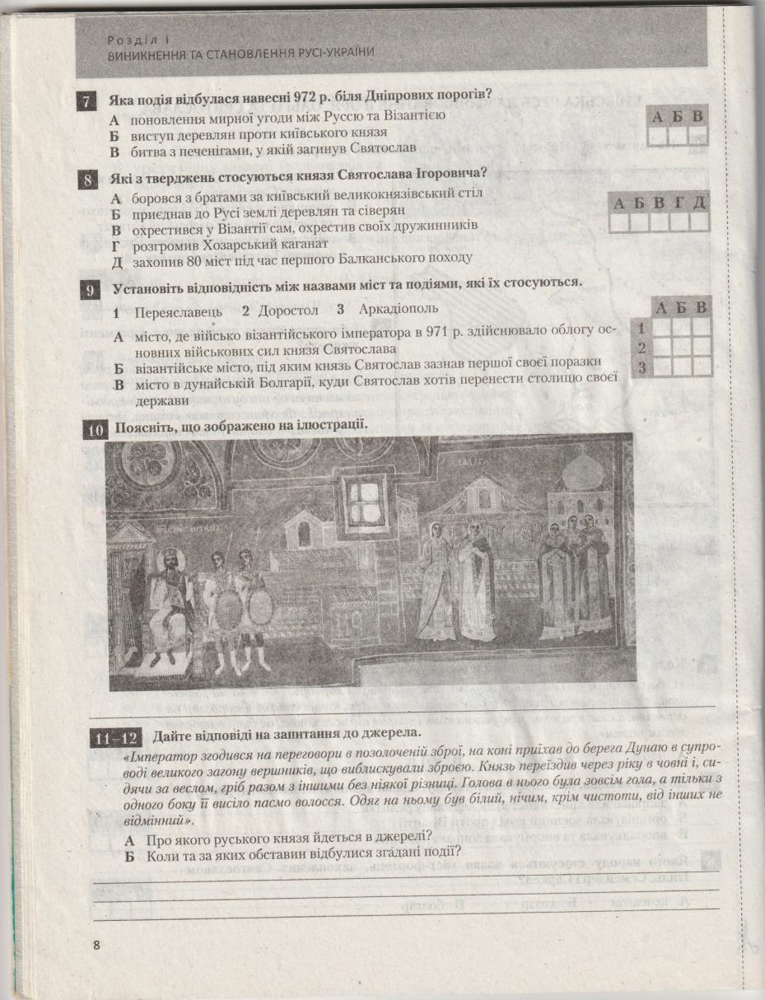 Розділ І
ВИНИКНЕННЯ ТА СТАНОВЛЕННЯ РУСІ-УКРАЇНИ
7 Яка подія відбулася навесні 972 р. біля Дніпрових порогів?
А поновлення мирної угоди між Руссю та Візантією
Б виступ деревлян проти київського князя
В битва з печенігами, у якій загинув Святослав
А Б В
8 Які з тверджень стосуються князя Святослава Ігоровича?
А боровся з братами за київський великокнязівський стіл
Б приєднав до Русі землі деревлян та сіверян
В охрестився у Візантії сам, охрестив своїх дружинників
Г розгромив Хозарський каганат
Д захопив 80 міст під час першого Балканського походу
А Б В Г Д
9 Установіть відповідність між назвами міст та подіями, які їх стосуються.
1 Переяславець 2 Доростол 3 Аркадіополь
А місто, де військо візантійського імператора в 971 р. здійснювало облогу ос-
новних військових сил князя Святослава
Б візантійське місто, під яким князь Святослав зазнав першої своєї поразки
В місто в дунайській Болгарії, куди Святослав хотів перенести столицю своєї
держави
А Б В
1
2
3
10 Поясніть, що зображено на ілюстрації.
11–12 Дайте відповіді на запитання до джерела.
«Імператор згодився на переговори в позолоченій зброї, на коні приїхав до берега Дунаю в супро-
воді великого загону вершників, що виблискували зброєю. Князь переїздив через ріку в човні і, си-
дячи за веслом, гріб разом з іншими без ніякої різниці. Голова в нього була зовсім гола, а тільки з
одного боку її висіло пасмо волосся. Одяг на ньому був білий, нічим, крім чистоти, від інших не
відмінний».
А Про якого руського князя йдеться в джерелі?
Б Коли та за яких обставин відбулися згадані події?
8